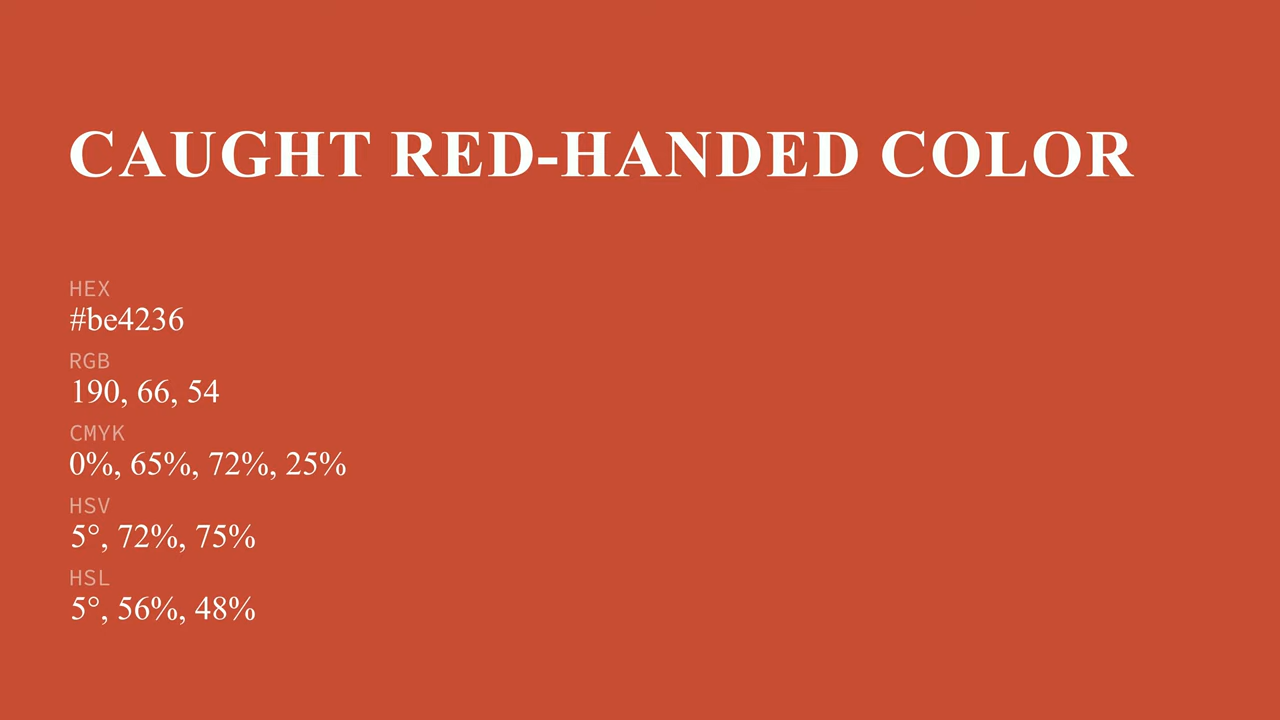 CAUGHT RED-HANDED COLOR
HEX
#be4236
RGB
190, 66, 54
CMYK
0%, 65%, 72%, 25%
HSV
5°, 72%, 75%
HSL
5°, 56%, 48%